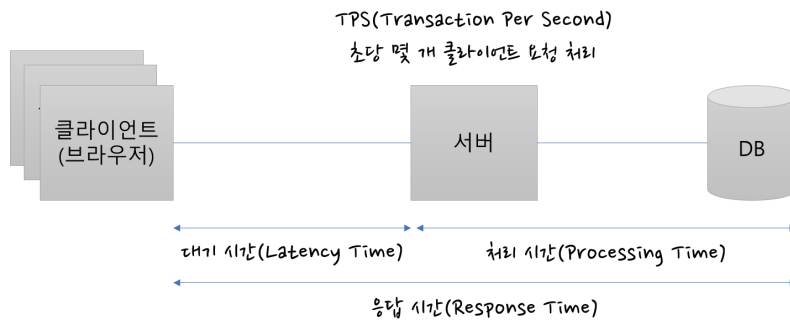 TPS(Transaction Per Second)
초당 몇 개 클라이언트 요청 처리
클라이언트
(브라우저)
서버
DB
대기 시간(Latency Time)
처리 시간(Processing Time)
응답 시간(Response Time)